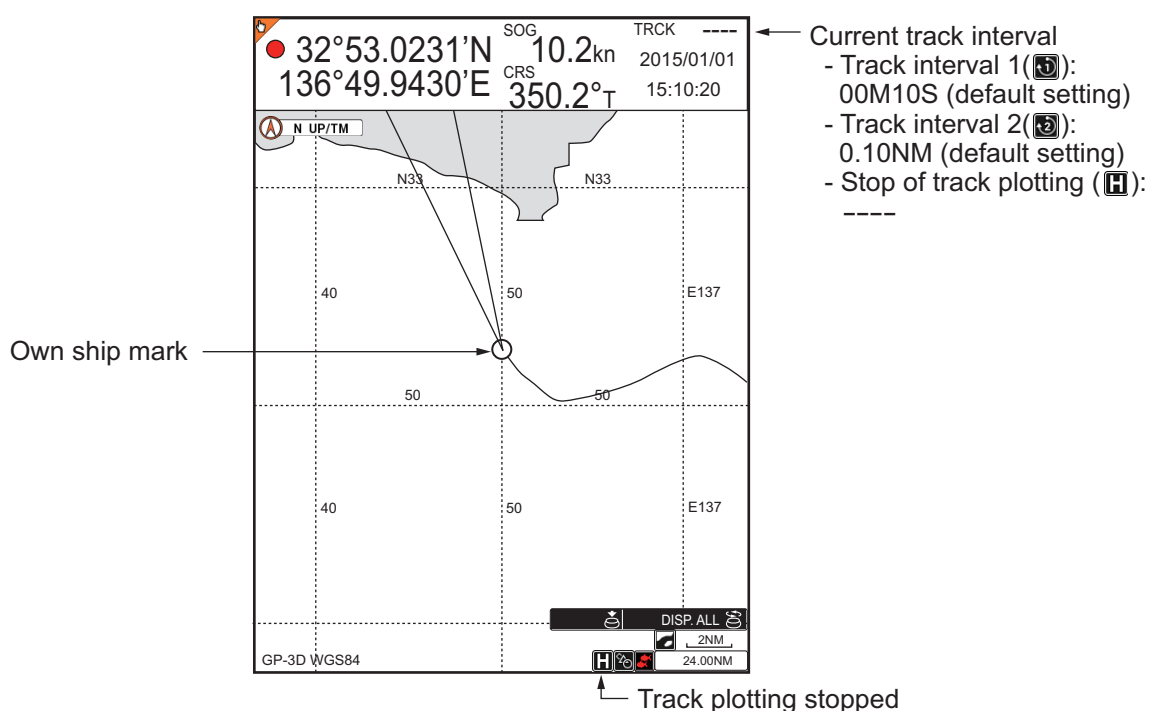 SOG
TRCK ----
32°53.0231’N 10.2kn 2015/01/01
CRS
136°49.9430’E 350.2°T 15:10:20
Current track interval
- Track interval 1(1):
00M10S (default setting)
- Track interval 2(2):
0.10NM (default setting)
- Stop of track plotting (H):
----
N UP/TM
N33 N33
40 50 E137
Own ship mark
50 50
40 50 E137
DISP. ALL
2NM
GP-3D WGS84 H 24.00NM
Track plotting stopped